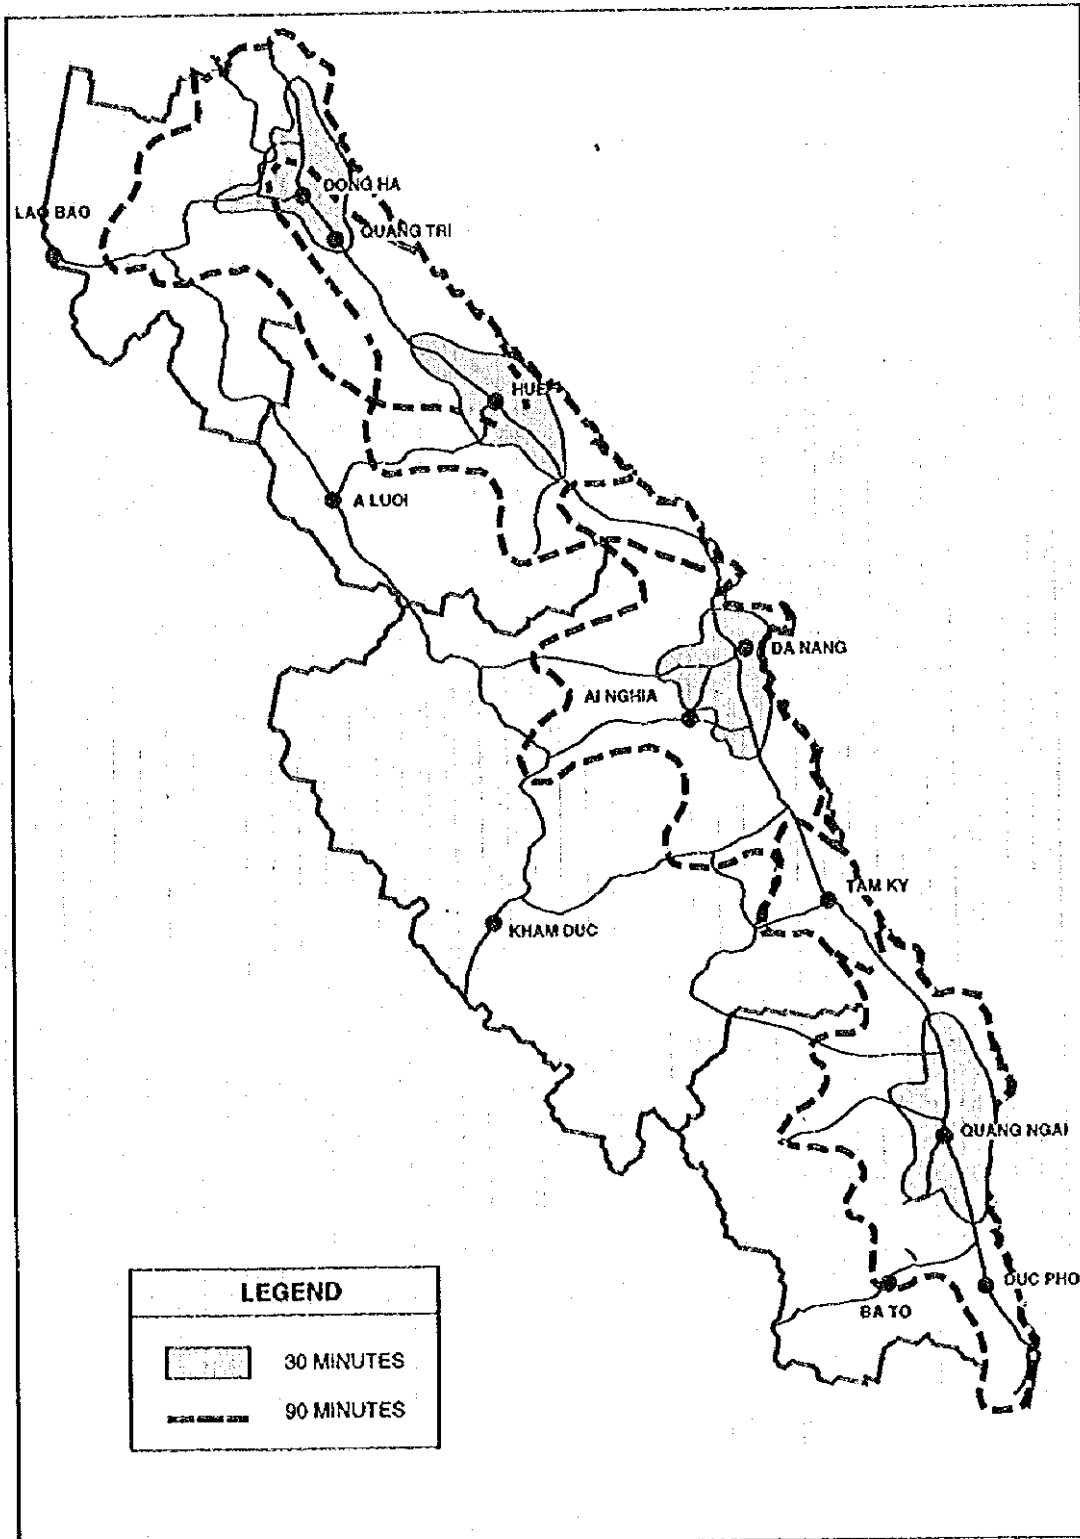 LAO BAO
DONG HA
QUANG TRI
HUE
A LUOI
DA NANG
AI NGHIA
TAM KY
KHAM DUC
QUANG NGAI
DUC PHO
BA TO
LEGEND
30 MINUTES
90 MINUTES